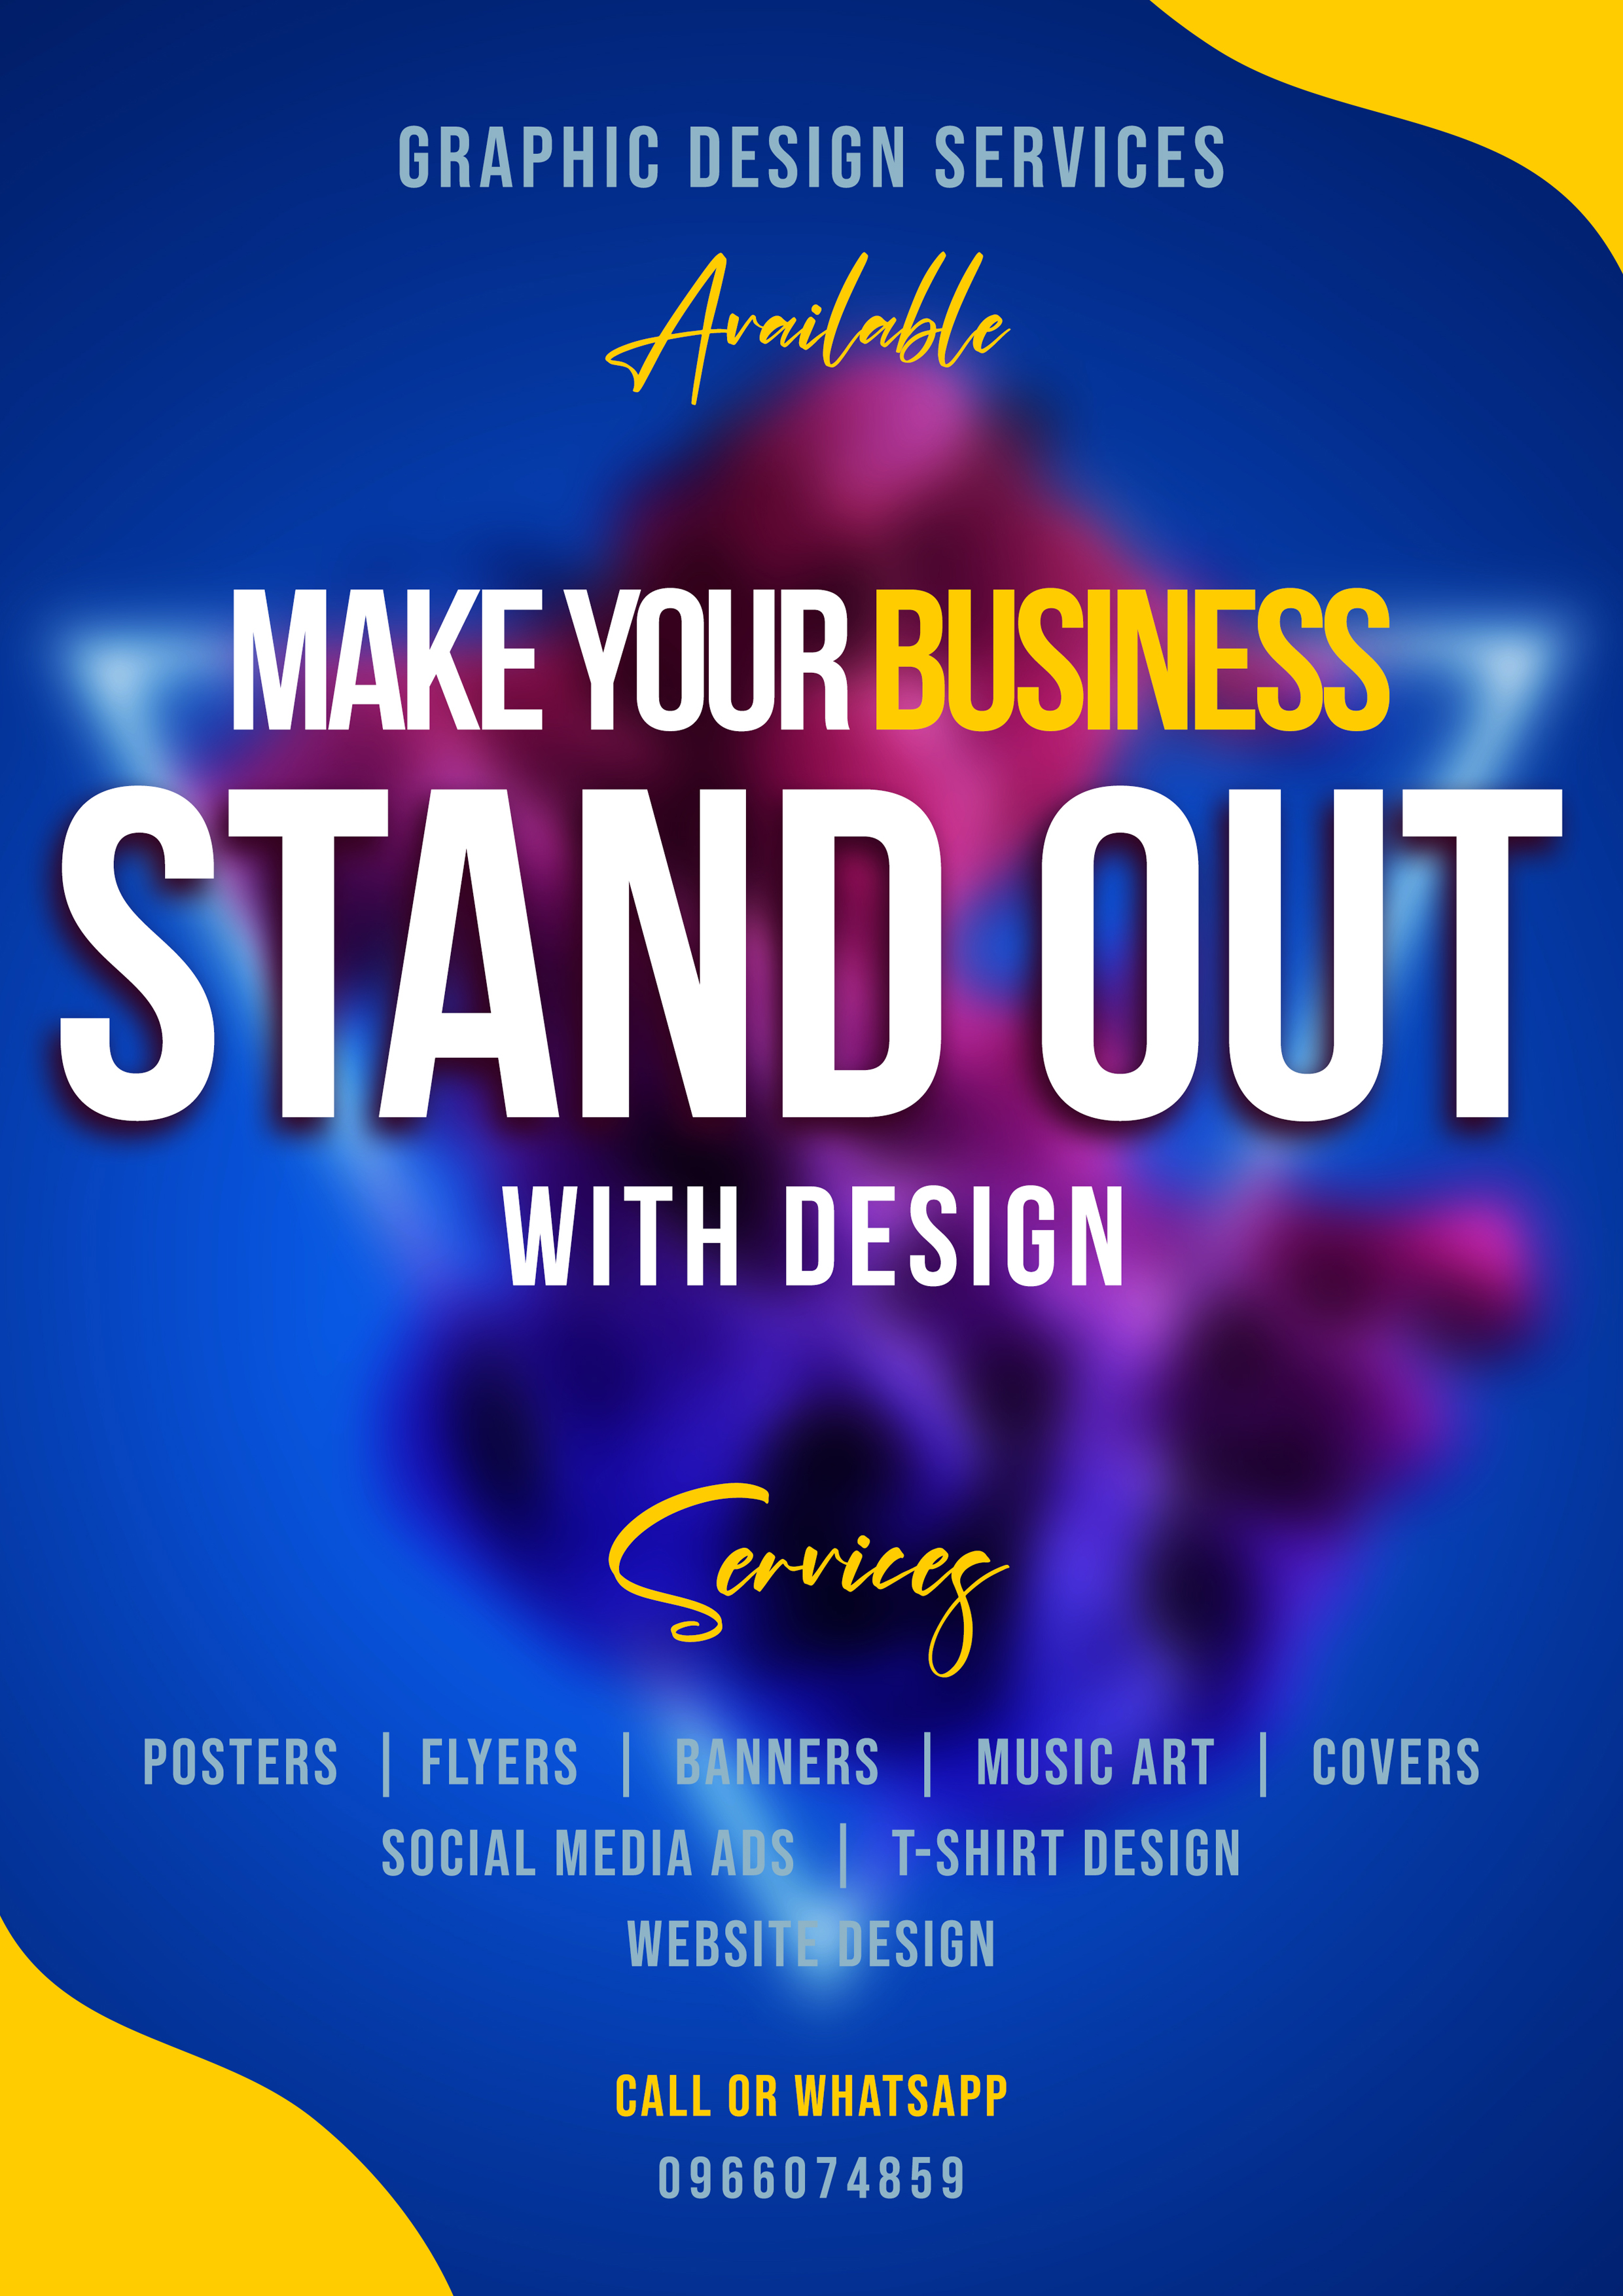 GRAPHIC DESIGN SERVICES
Available
MAKE YOUR BUSINESS
STAND OUT
WITH DESIGN
Services
POSTERS | FLYERS | BANNERS | MUSIC ART | COVERS
SOCIAL MEDIA ADS | T-SHIRT DESIGN
WEBSITE DESIGN
CALL OR WHATSAPP
0966074859